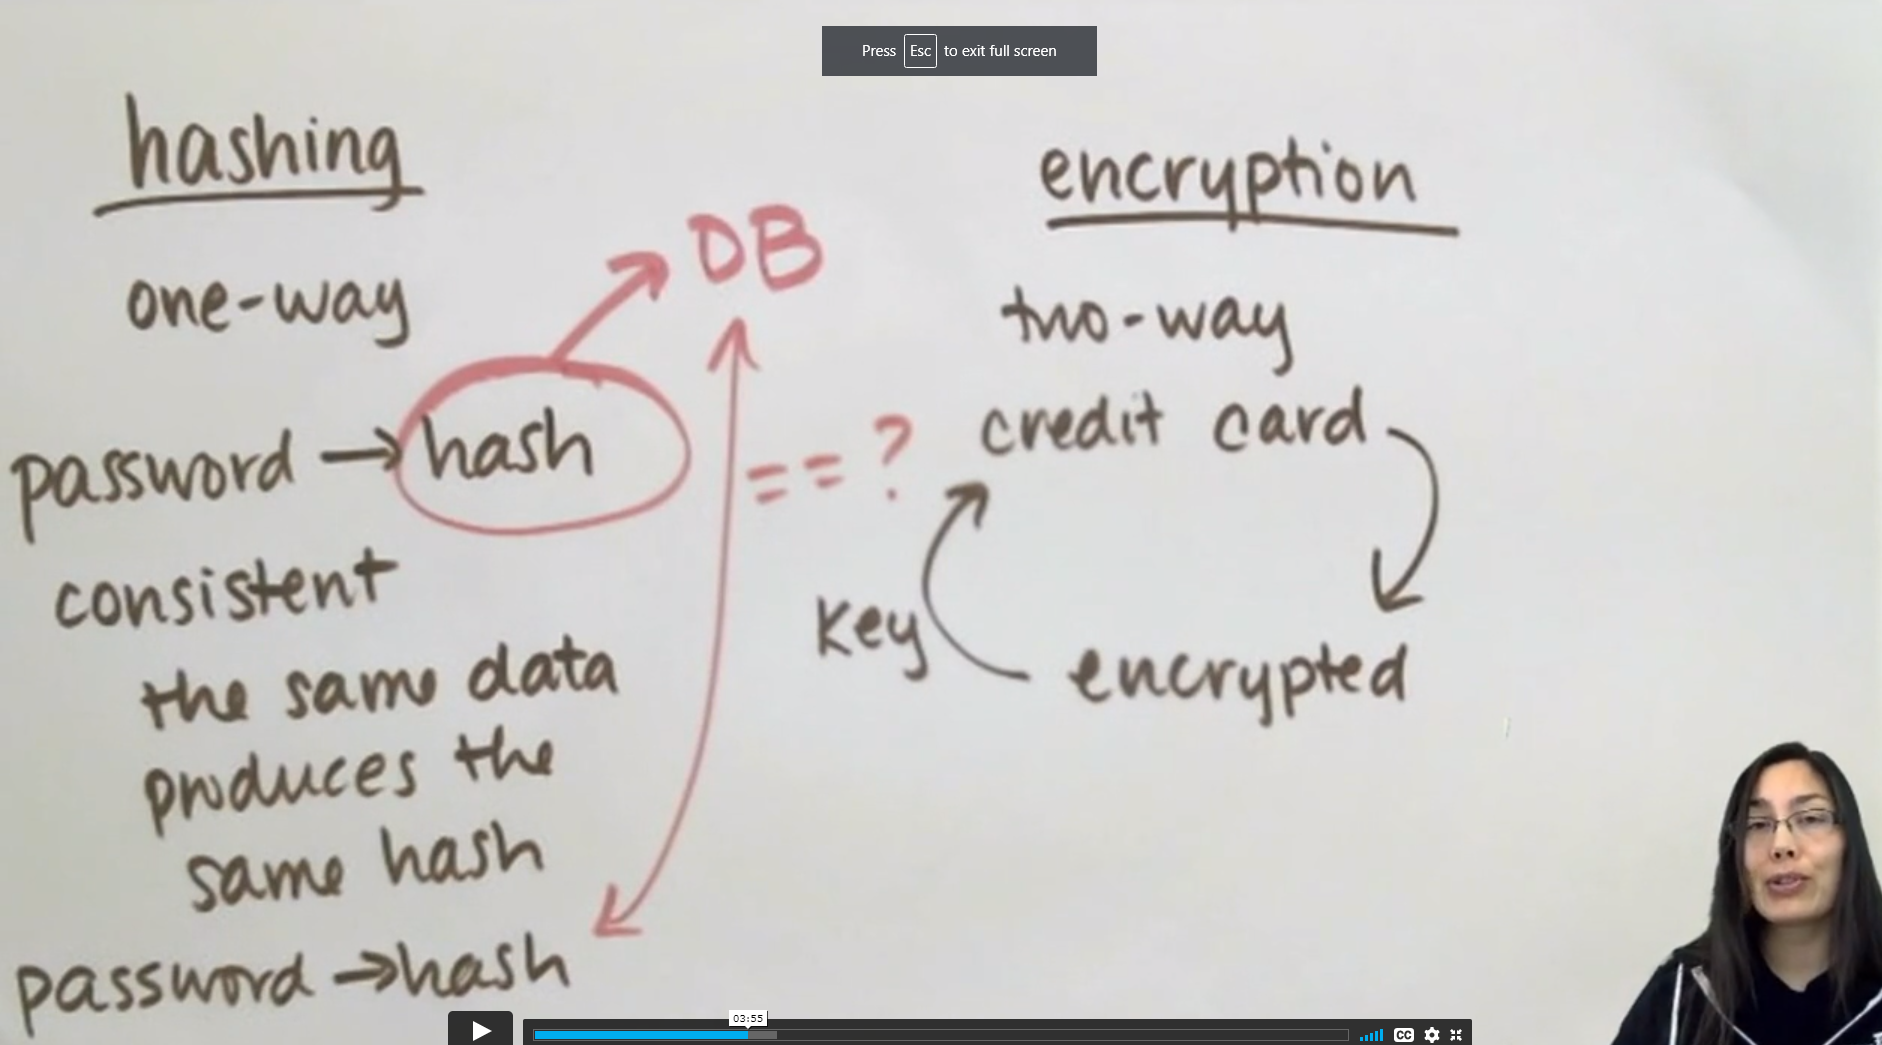 Press Esc to exit full screen
hashing
one-way
DB
password → hash
== ?
consistent
the same data
produces the
same hash
password → hash
encryption
two-way
credit card
Key
encrypted
03:55
CC